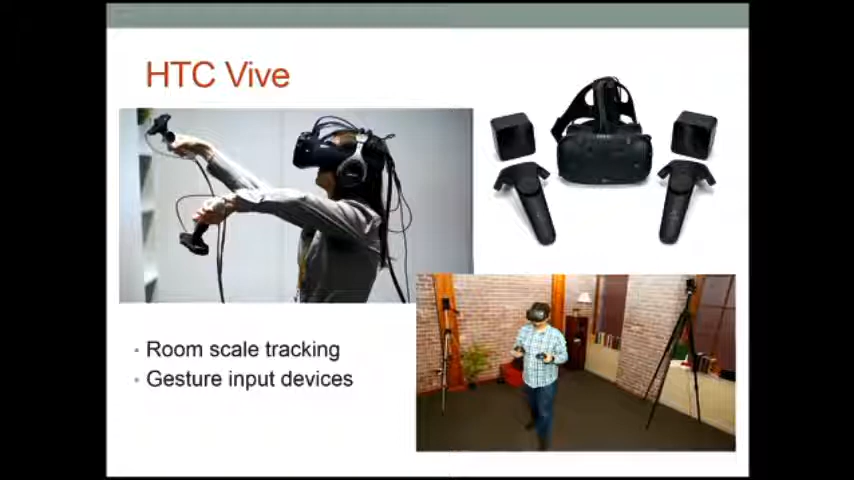 HTC Vive
• Room scale tracking
• Gesture input devices